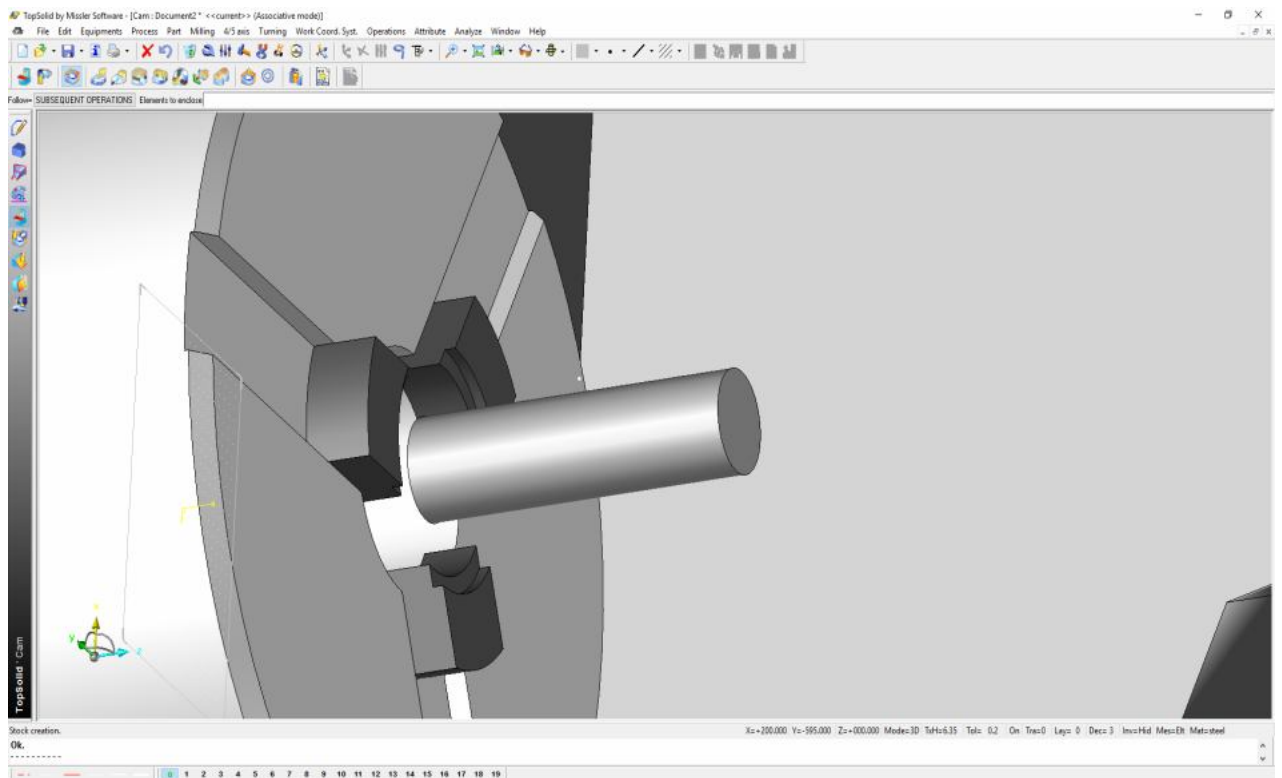 TopSolid by Missler Software - [Cam : Document2 * <<current>> (Associative mode)]
File Edit Equipments Process Part Milling 4/5 axis Turning Work Coord. Syst. Operations Attribute Analyze Window Help
Follow= SUBSEQUENT OPERATIONS Elements to enclose:
y z
TopSolid 'Cam
Stock creation.
X=+200.000 Y=-595.000 Z=+000.000 Mode=3D TsH=6.35 Tol= 0.2 On Tra=0 Lay= 0 Dec= 3 Inv=Hid Mes=Elt Mat=steel
Ok.
0 1 2 3 4 5 6 7 8 9 10 11 12 13 14 15 16 17 18 19